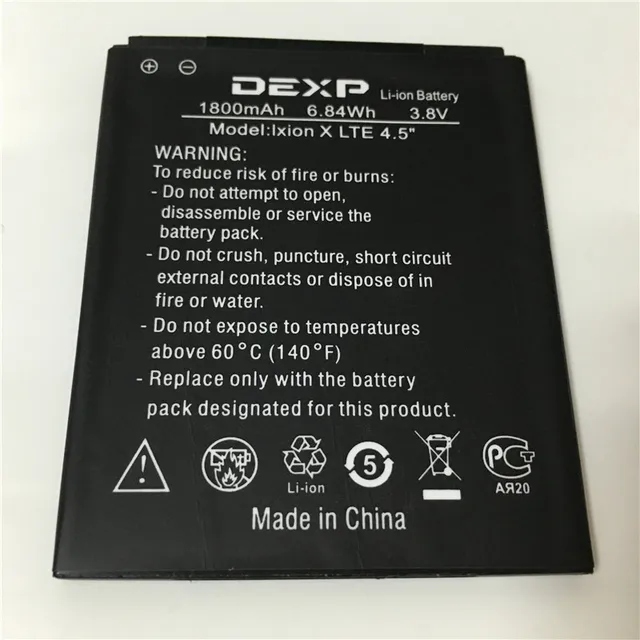 DEXP Li-ion Battery
1800mAh 6.84Wh 3.8V
Model:Ixion X LTE 4.5"
WARNING:
To reduce risk of fire or burns:
- Do not attempt to open,
disassemble or service the
battery pack.
- Do not crush, puncture, short circuit
external contacts or dispose of in
fire or water.
- Do not expose to temperatures
above 60°C (140°F)
- Replace only with the battery
pack designated for this product.
Li-ion
5
АЯ20
Made in China